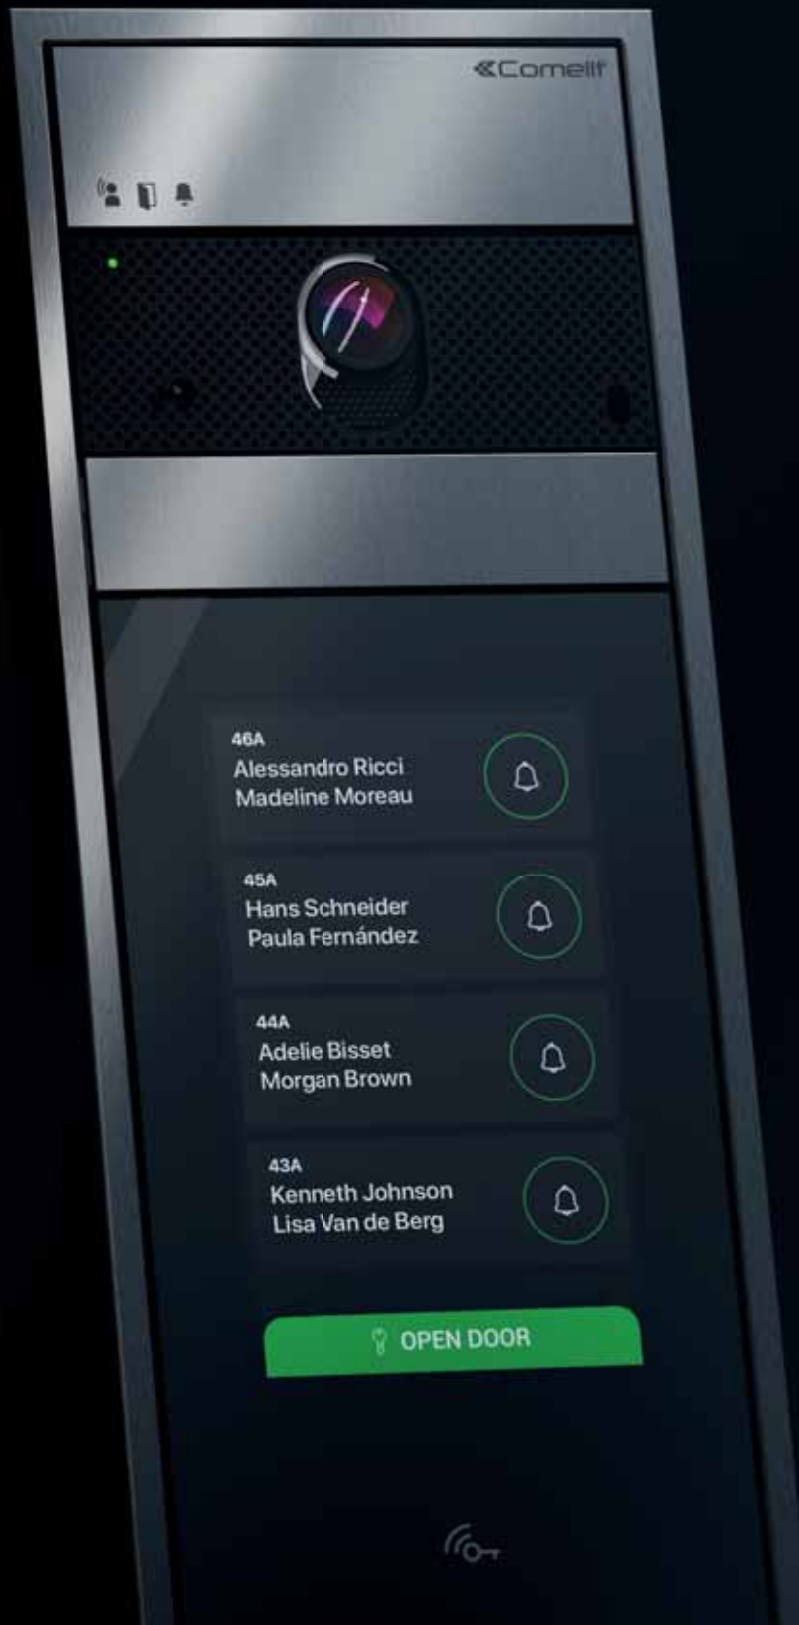 Comelit
46A
Alessandro Ricci
Madeline Moreau
45A
Hans Schneider
Paula Fernández
44A
Adelie Bisset
Morgan Brown
43A
Kenneth Johnson
Lisa Van de Berg
OPEN DOOR